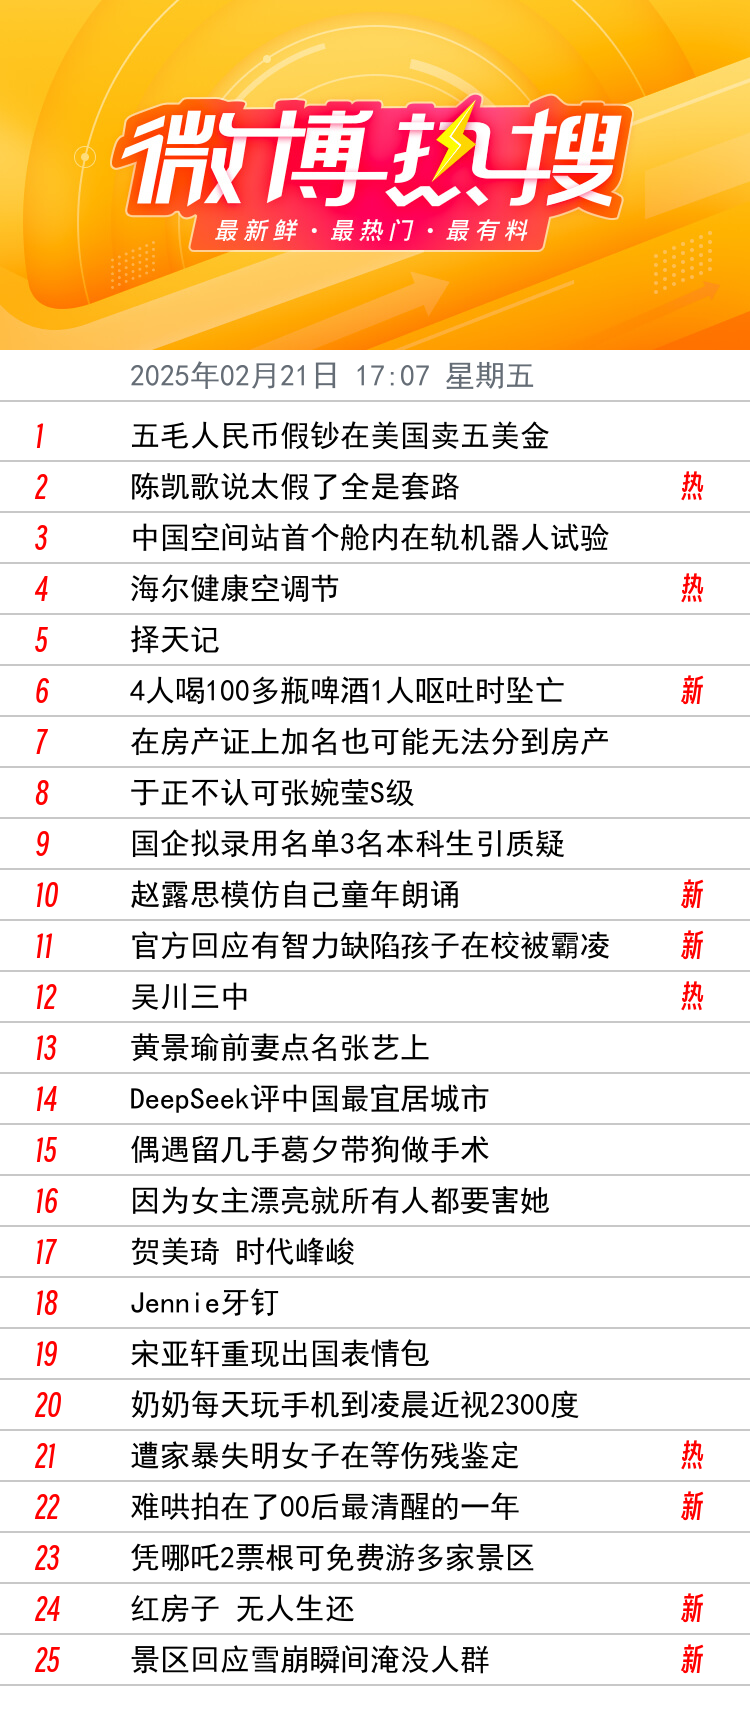 微博热搜
最新鲜·最热门·最有料
2025年02月21日 17:07 星期五
1 五毛人民币假钞在美国卖五美金
2 陈凯歌说太假了全是套路 热
3 中国空间站首个舱内在轨机器人试验
4 海尔健康空调节 热
5 择天记
6 4人喝100多瓶啤酒1人呕吐时坠亡 新
7 在房产证上加名也可能无法分到房产
8 于正不认可张婉莹S级
9 国企拟录用名单3名本科生引质疑
10 赵露思模仿自己童年朗诵 新
11 官方回应有智力缺陷孩子在校被霸凌 新
12 吴川三中 热
13 黄景瑜前妻点名张艺上
14 DeepSeek评中国最宜居城市
15 偶遇留几手葛夕带狗做手术
16 因为女主漂亮就所有人都要害她
17 贺美琦 时代峰峻
18 Jennie牙钉
19 宋亚轩重现出国表情包
20 奶奶每天玩手机到凌晨近视2300度
21 遭家暴失明女子在等伤残鉴定 热
22 难哄拍在了00后最清醒的一年 新
23 凭哪吒2票根可免费游多家景区
24 红房子 无人生还 新
25 景区回应雪崩瞬间淹没人群 新